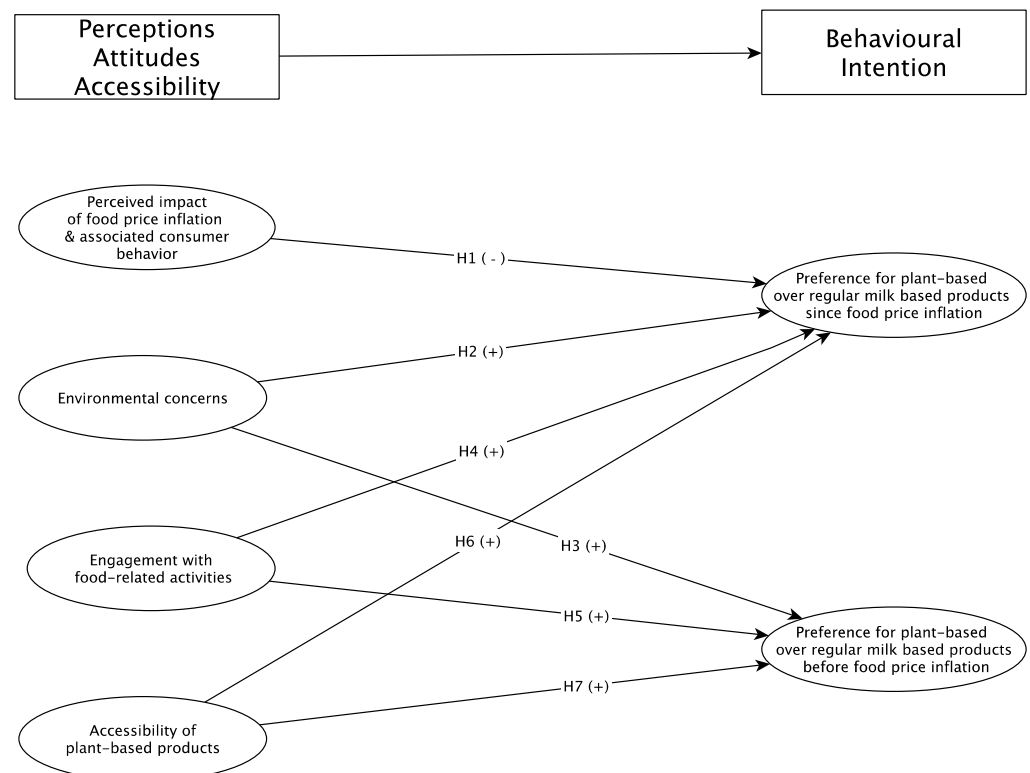 Perceptions
Attitudes
Accessibility
Behavioural
Intention
Perceived impact
of food price inflation
& associated consumer
behavior
H1 ( - )
Preference for plant-based
over regular milk based products
since food price inflation
H2 (+)
Environmental concerns
H4 (+)
H6 (+)
H3 (+)
Engagement with
food-related activities
H5 (+)
Preference for plant-based
over regular milk based products
before food price inflation
H7 (+)
Accessibility of
plant-based products